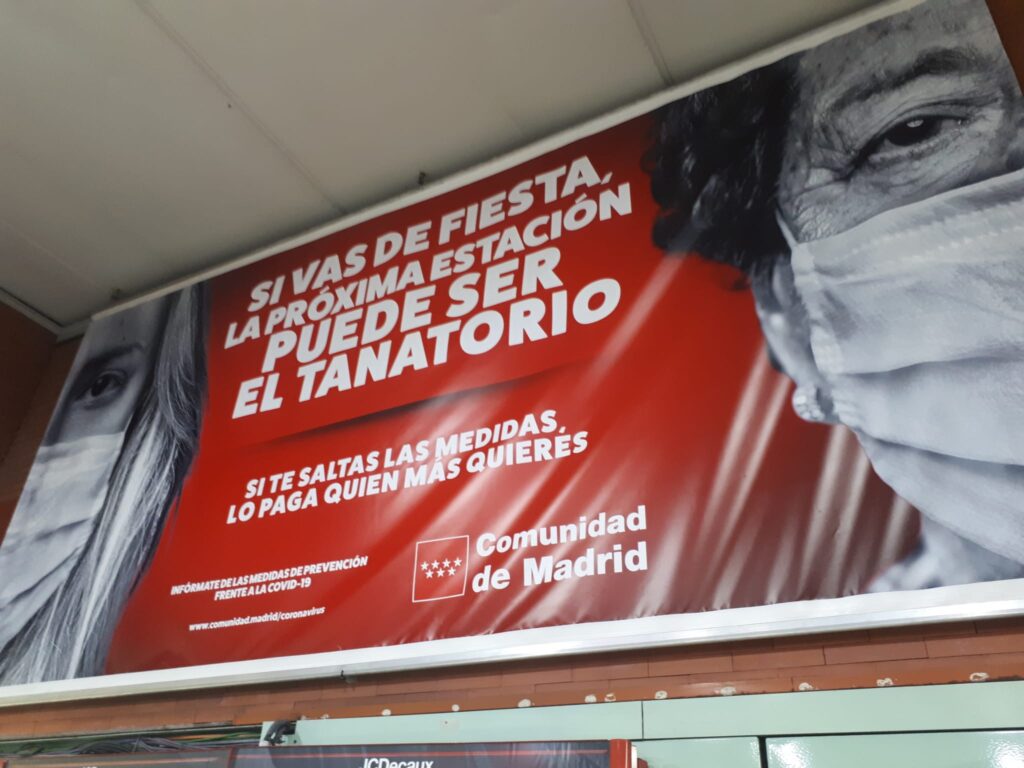 SI VAS DE FIESTA,
LA PRÓXIMA ESTACIÓN
PUEDE SER
EL TANATORIO
SI TE SALTAS LAS MEDIDAS,
LO PAGA QUIEN MÁS QUIERES
INFÓRMATE DE LAS MEDIDAS DE PREVENCIÓN
FRENTE A LA COVID-19
www.comunidad.madrid/coronavirus
Comunidad
de Madrid
JCDecaux